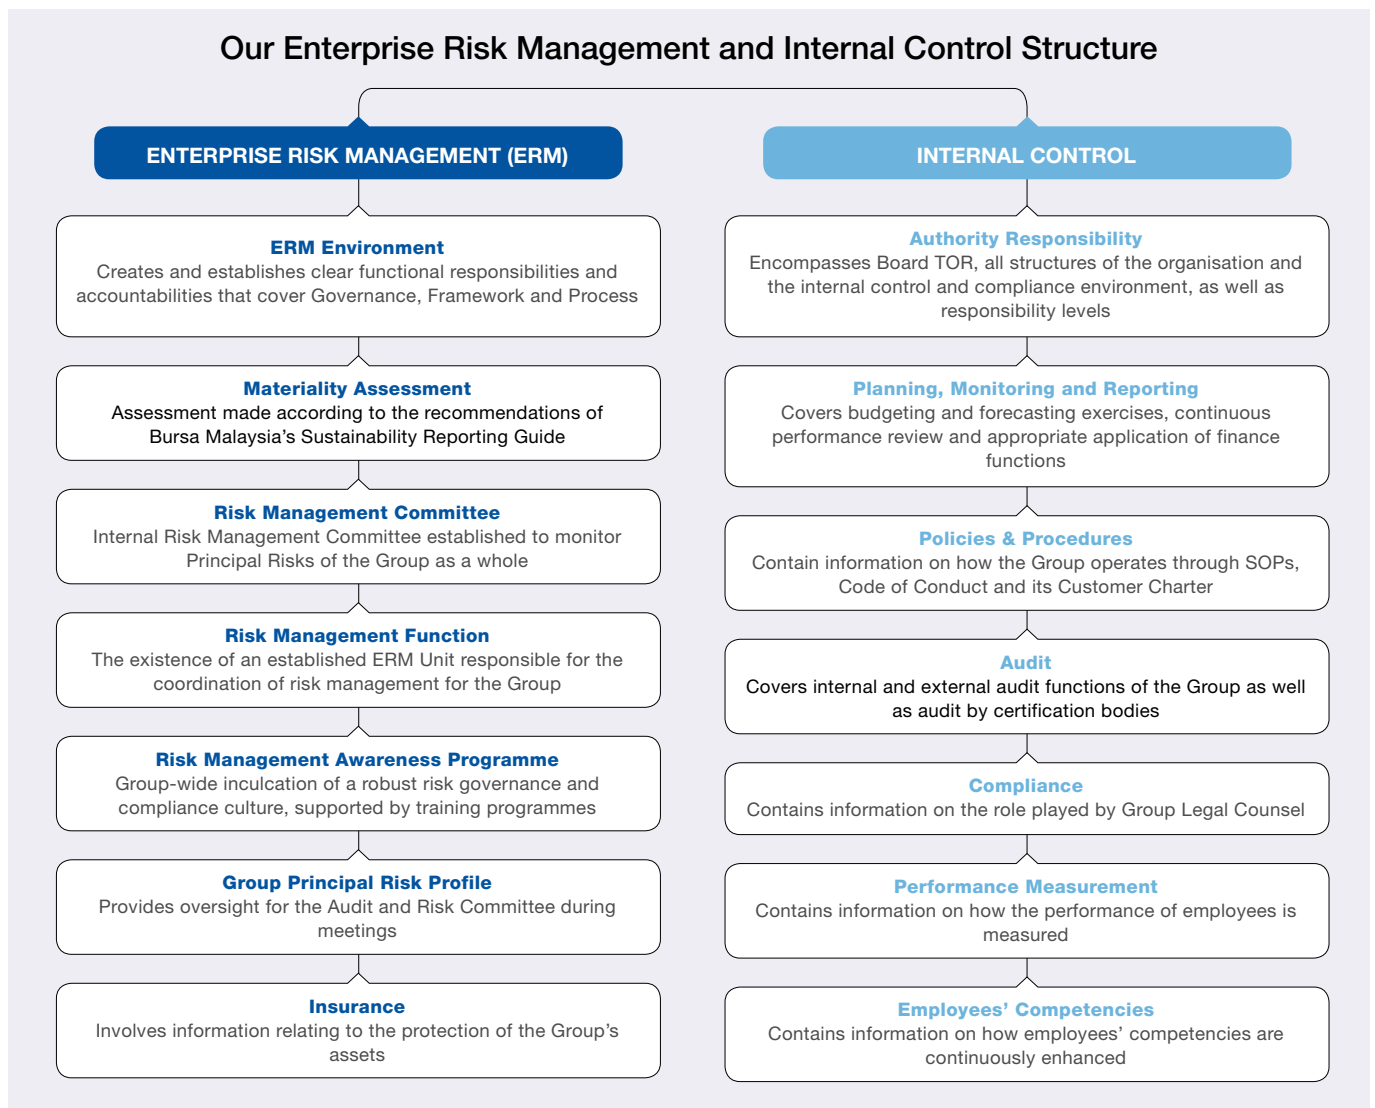 Our Enterprise Risk Management and Internal Control Structure
ENTERPRISE RISK MANAGEMENT (ERM)
ERM Environment
Creates and establishes clear functional responsibilities and
accountabilities that cover Governance, Framework and Process
Materiality Assessment
Assessment made according to the recommendations of
Bursa Malaysia’s Sustainability Reporting Guide
Risk Management Committee
Internal Risk Management Committee established to monitor
Principal Risks of the Group as a whole
Risk Management Function
The existence of an established ERM Unit responsible for the
coordination of risk management for the Group
Risk Management Awareness Programme
Group-wide inculcation of a robust risk governance and
compliance culture, supported by training programmes
Group Principal Risk Profile
Provides oversight for the Audit and Risk Committee during
meetings
Insurance
Involves information relating to the protection of the Group’s
assets
INTERNAL CONTROL
Authority Responsibility
Encompasses Board TOR, all structures of the organisation and
the internal control and compliance environment, as well as
responsibility levels
Planning, Monitoring and Reporting
Covers budgeting and forecasting exercises, continuous
performance review and appropriate application of finance
functions
Policies & Procedures
Contain information on how the Group operates through SOPs,
Code of Conduct and its Customer Charter
Audit
Covers internal and external audit functions of the Group as well
as audit by certification bodies
Compliance
Contains information on the role played by Group Legal Counsel
Performance Measurement
Contains information on how the performance of employees is
measured
Employees’ Competencies
Contains information on how employees’ competencies are
continuously enhanced